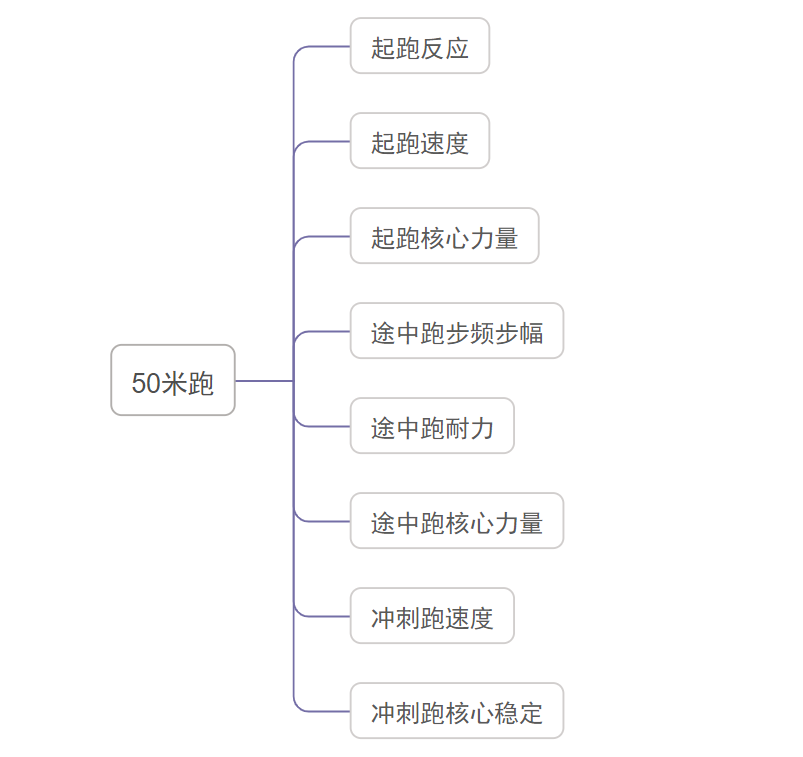 起跑反应
起跑速度
起跑核心力量
途中跑步频步幅
50米跑
途中跑耐力
途中跑核心力量
冲刺跑速度
冲刺跑核心稳定